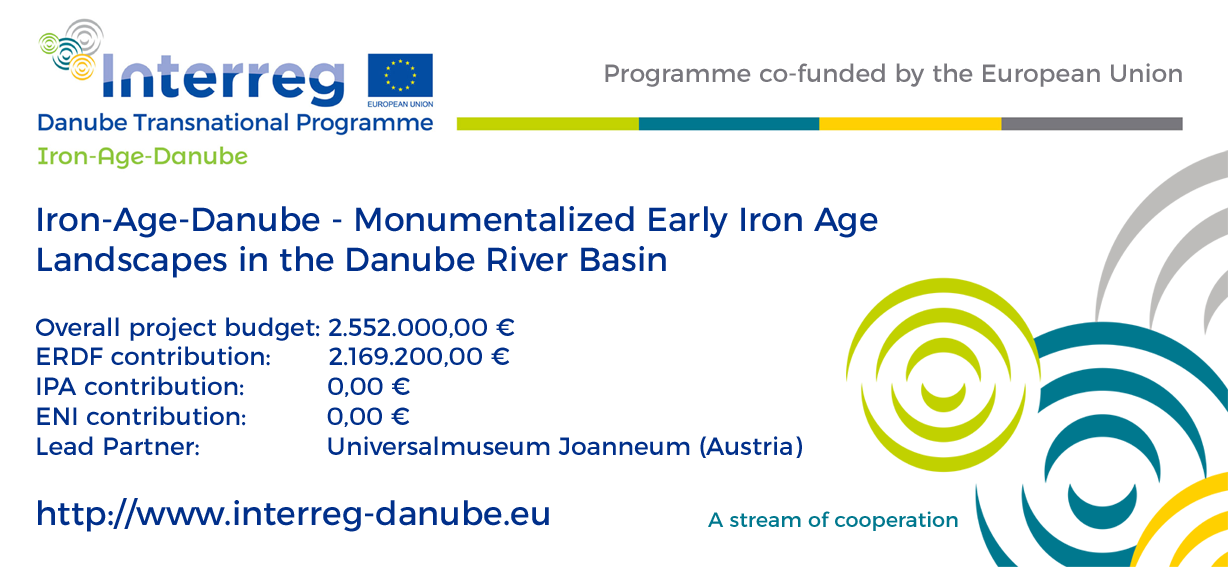 Interreg
EUROPEAN UNION
Programme co-funded by the European Union
Danube Transnational Programme
Iron-Age-Danube
Iron-Age-Danube - Monumentalized Early Iron Age
Landscapes in the Danube River Basin
Overall project budget: 2.552.000,00 €
ERDF contribution: 2.169.200,00 €
IPA contribution: 0,00 €
ENI contribution: 0,00 €
Lead Partner: Universalmuseum Joanneum (Austria)
http://www.interreg-danube.eu
A stream of cooperation